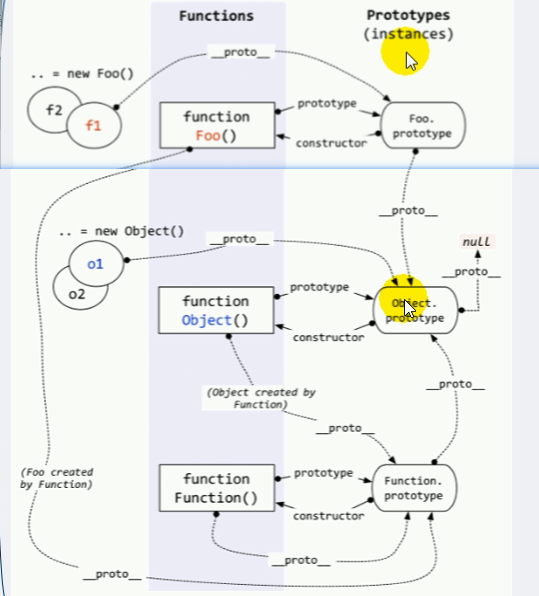 Functions
Prototypes
(instances)
__proto__
.. = new Foo()
f2
f1
function
Foo()
prototype
constructor
Foo.
prototype
__proto__
.. = new Object()
o1
o2
__proto__
null
__proto__
function
Object()
prototype
constructor
Object.
prototype
(Object created by
Function)
__proto__
__proto__
(Foo created
by Function)
function
Function()
prototype
constructor
Function.
prototype
__proto__
__proto__